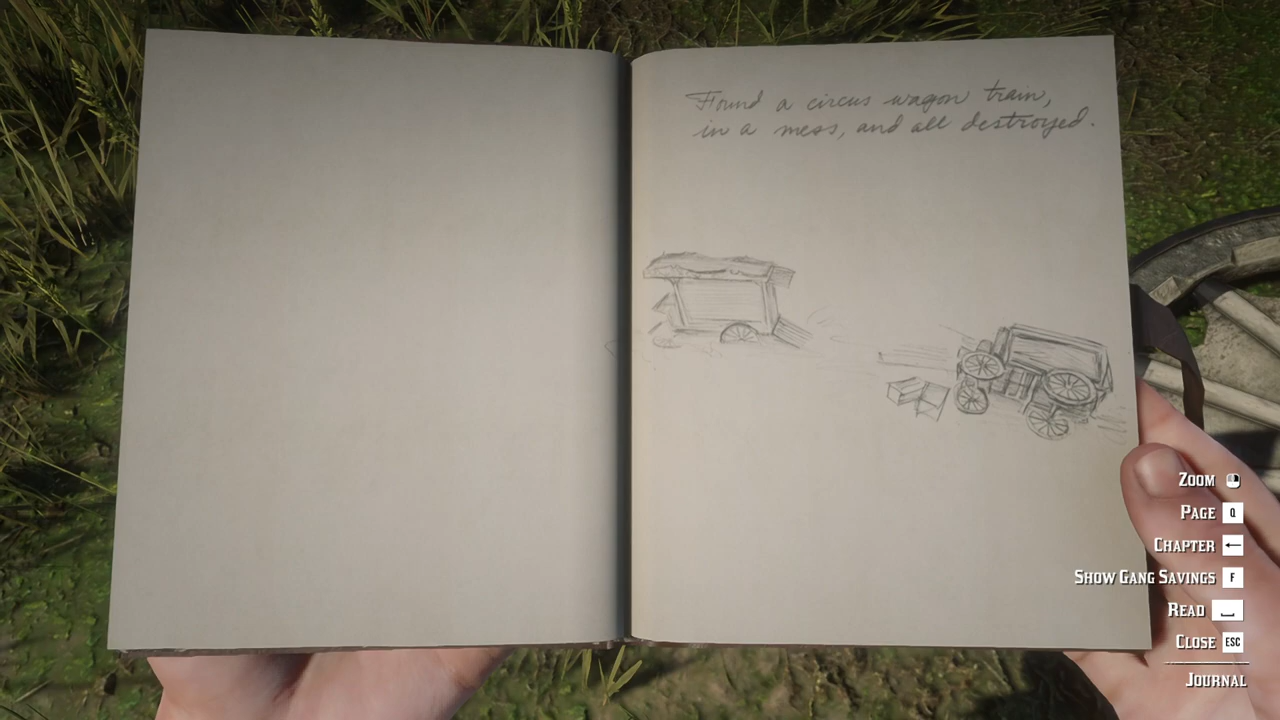 Found a circus wagon train,
in a mess, and all destroyed.
ZOOM
PAGE Q
CHAPTER ←
SHOW GANG SAVINGS F
READ
CLOSE ESC
JOURNAL